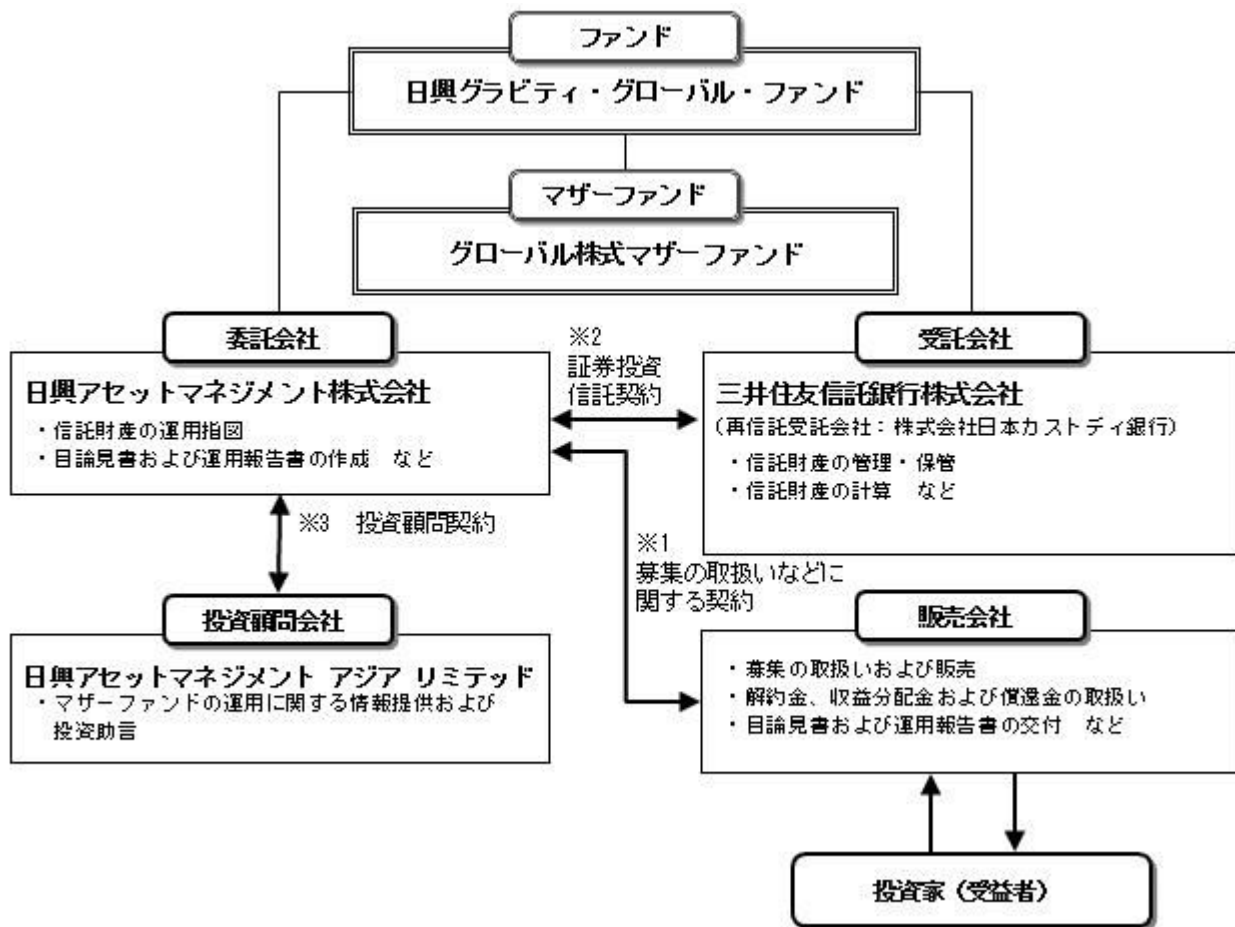 ファンド
日興グラビティ・グローバル・ファンド
マザーファンド
グローバル株式マザーファンド
委託会社
日興アセットマネジメント株式会社
・信託財産の運用指図
・目論見書および運用報告書の作成　など
※2
証券投資
信託契約
受託会社
三井住友信託銀行株式会社
（再信託受託会社：株式会社日本カストディ銀行）
・信託財産の管理・保管
・信託財産の計算　など
※3　投資顧問契約
※1
募集の取扱いなどに
関する契約
投資顧問会社
日興アセットマネジメント アジア リミテッド
・マザーファンドの運用に関する情報提供および
投資助言
販売会社
・募集の取扱いおよび販売
・解約金、収益分配金および償還金の取扱い
・目論見書および運用報告書の交付　など
投資家（受益者）